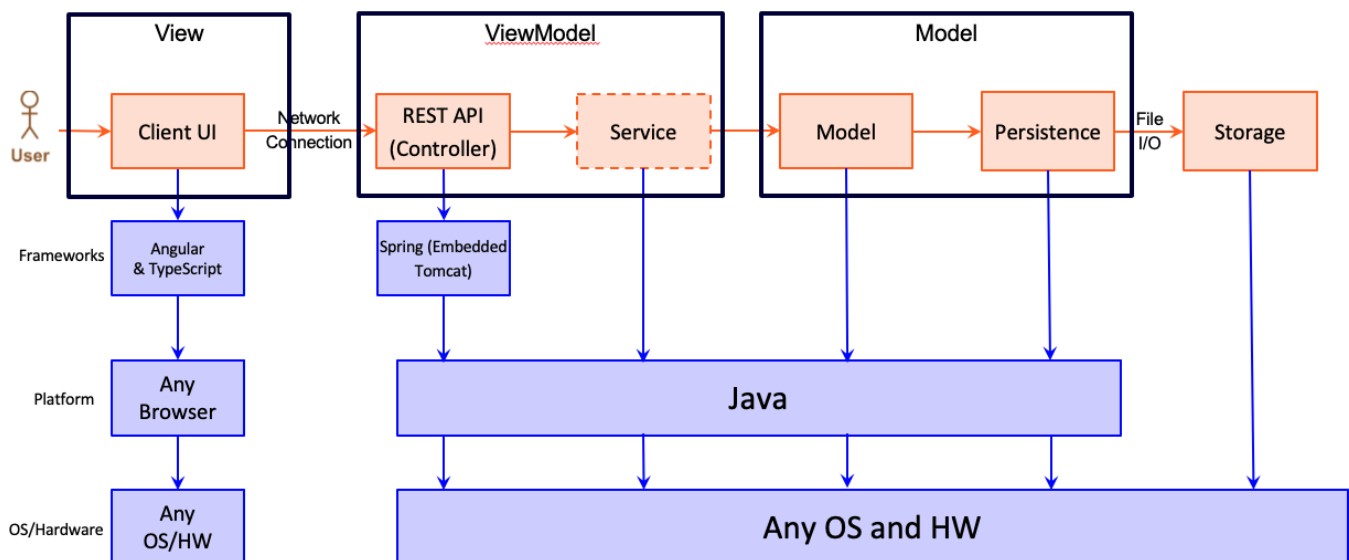 View
ViewModel
Model
User
Client UI
Network
Connection
REST API
(Controller)
Service
Model
Persistence
File
I/O
Storage
Frameworks
Angular
& TypeScript
Spring (Embedded
Tomcat)
Platform
Any
Browser
Java
OS/Hardware
Any
OS/HW
Any OS and HW